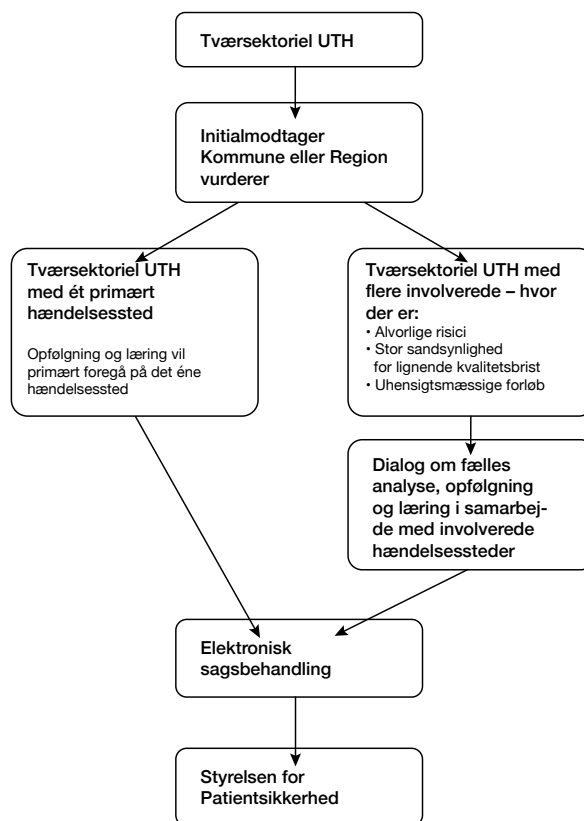 Tværsektoriel UTH
Initialmodtager
Kommune eller Region
vurderer
Tværsektoriel UTH
med ét primært
hændelsessted
Opfølgning og læring vil
primært foregå på det éne
hændelsessted
Tværsektoriel UTH med
flere involverede – hvor
der er:
• Alvorlige risici
• Stor sandsynlighed
for lignende kvalitetsbrist
• Uhensigtsmæssige forløb
Dialog om fælles
analyse, opfølgning
og læring i samarbej-
de med involverede
hændelsessteder
Elektronisk
sagsbehandling
Styrelsen for
Patientsikkerhed